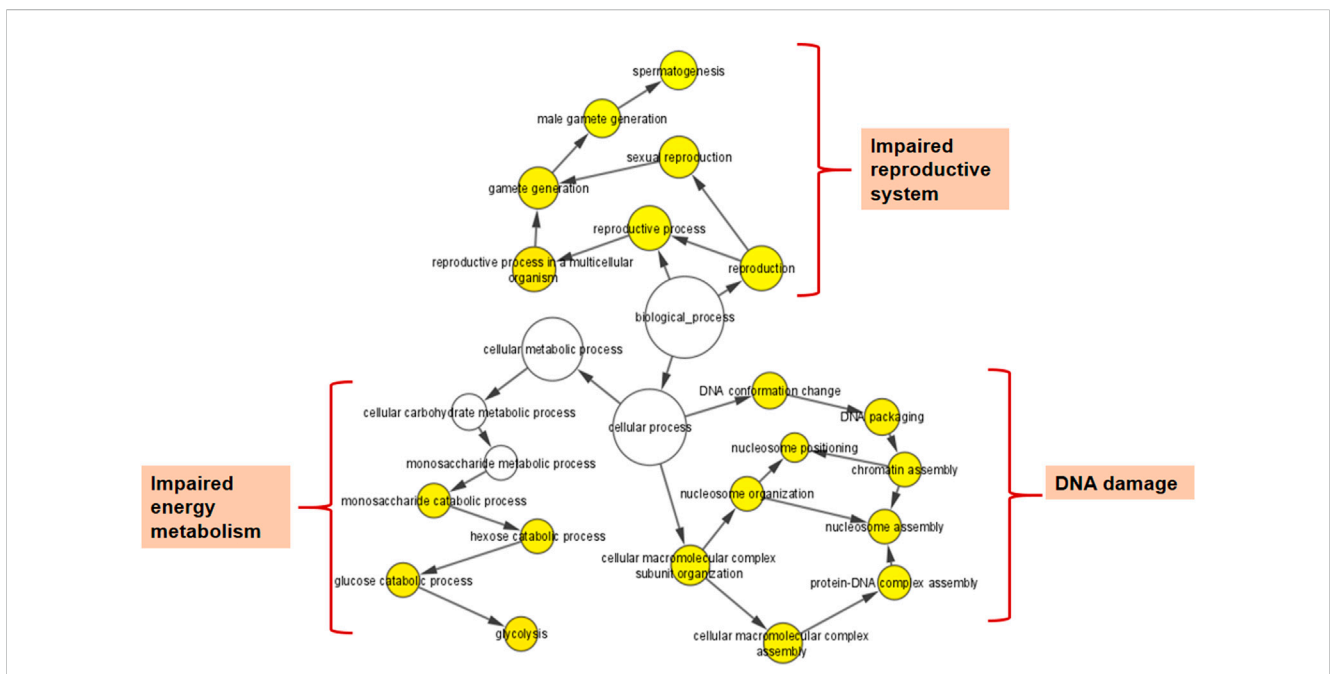 spermatogenesis
male gamete generation
sexual reproduction
gamete generation
reproductive process
reproductive process in a multicellular
organism
reproduction
Impaired
reproductive
system
biological_process
cellular metabolic process
cellular carbohydrate metabolic process
cellular process
monosaccharide metabolic process
monosaccharide catabolic process
hexose catabolic process
glucose catabolic process
glycolysis
Impaired
energy
metabolism
DNA conformation change
DNA packaging
nucleosome positioning
chromatin assembly
nucleosome organization
nucleosome assembly
cellular macromolecular complex
subunit organization
protein-DNA complex assembly
cellular macromolecular complex
assembly
DNA damage